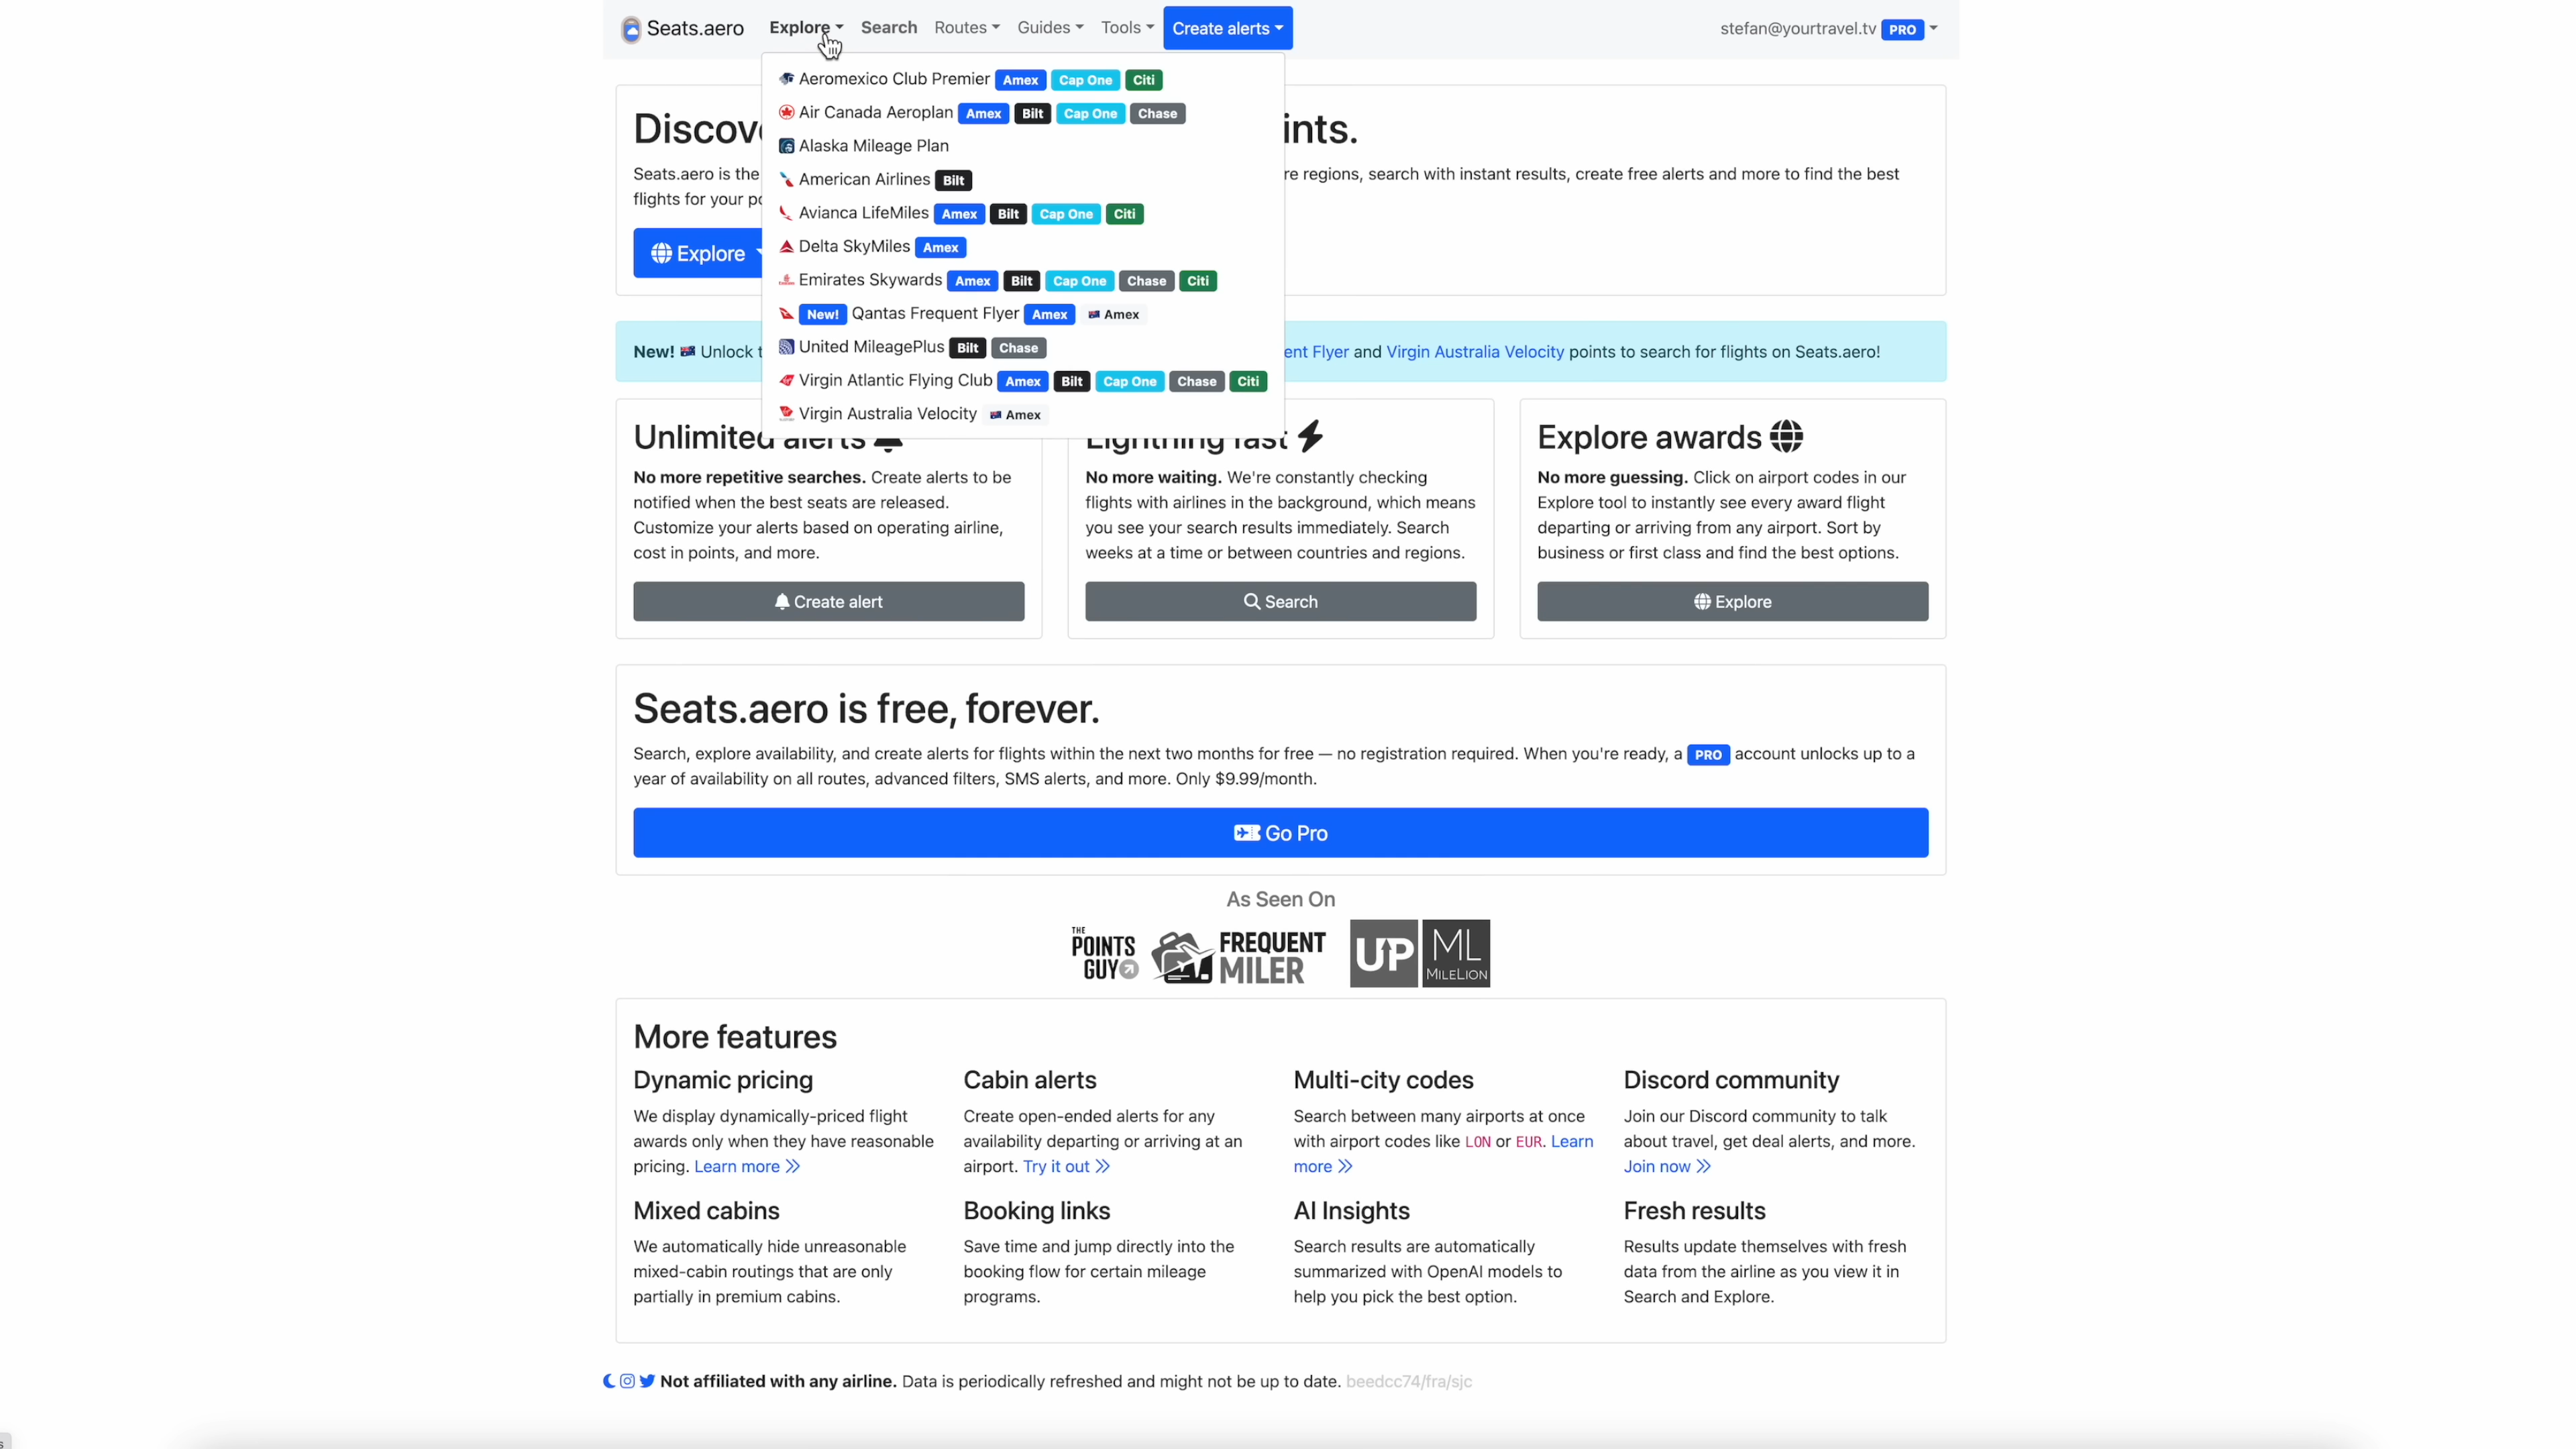 Seats.aero Explore Search Routes Guides Tools Create alerts stefan@yourtravel.tv PRO
Aeromexico Club Premier Amex Cap One Citi
Air Canada Aeroplan Amex Bilt Cap One Chase
Alaska Mileage Plan
American Airlines Bilt
Avianca LifeMiles Amex Bilt Cap One Citi
Delta SkyMiles Amex
Emirates Skywards Amex Bilt Cap One Chase Citi
New! Qantas Frequent Flyer Amex Amex
United MileagePlus Bilt Chase
Virgin Atlantic Flying Club Amex Bilt Cap One Chase Citi
Virgin Australia Velocity Amex
Seats.aero is the
regions, search with instant results, create free alerts and more to find the best
flights for your
Explore
New! Unlock
Flyer and Virgin Australia Velocity points to search for flights on Seats.aero!
Unlimited alerts
No more repetitive searches. Create alerts to be
notified when the best seats are released.
Customize your alerts based on operating airline,
cost in points, and more.
Create alert
Lightning fast
No more waiting. We're constantly checking
flights with airlines in the background, which means
you see your search results immediately. Search
weeks at a time or between countries and regions.
Search
Explore awards
No more guessing. Click on airport codes in our
Explore tool to instantly see every award flight
departing or arriving from any airport. Sort by
business or first class and find the best options.
Explore
Seats.aero is free, forever.
Search, explore availability, and create alerts for flights within the next two months for free — no registration required. When you're ready, a PRO account unlocks up to a
year of availability on all routes, advanced filters, SMS alerts, and more. Only $9.99/month.
Go Pro
As Seen On
THE
POINTS
GUY
FREQUENT
MILER
UP
ML
MILELION
More features
Dynamic pricing
We display dynamically-priced flight
awards only when they have reasonable
pricing. Learn more
Cabin alerts
Create open-ended alerts for any
availability departing or arriving at an
airport. Try it out
Multi-city codes
Search between many airports at once
with airport codes like LON or EUR. Learn
more
Discord community
Join our Discord community to talk
about travel, get deal alerts, and more.
Join now
Mixed cabins
We automatically hide unreasonable
mixed-cabin routings that are only
partially in premium cabins.
Booking links
Save time and jump directly into the
booking flow for certain mileage
programs.
AI Insights
Search results are automatically
summarized with OpenAI models to
help you pick the best option.
Fresh results
Results update themselves with fresh
data from the airline as you view it in
Search and Explore.
Not affiliated with any airline. Data is periodically refreshed and might not be up to date. beedcc74/fra/sjc